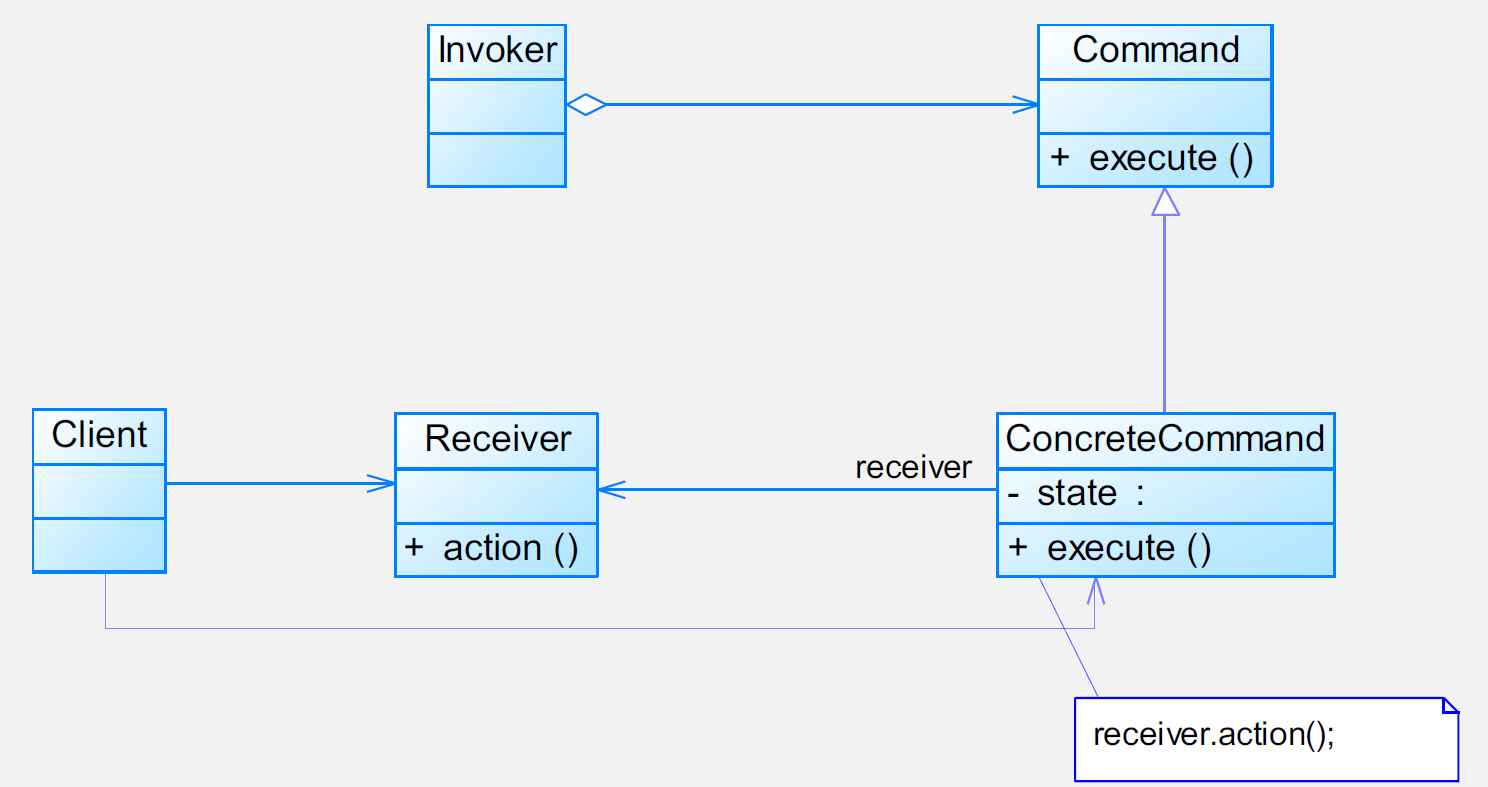 Invoker
Command
+ execute ()
Client
Receiver
+ action ()
receiver
ConcreteCommand
- state :
+ execute ()
receiver.action();